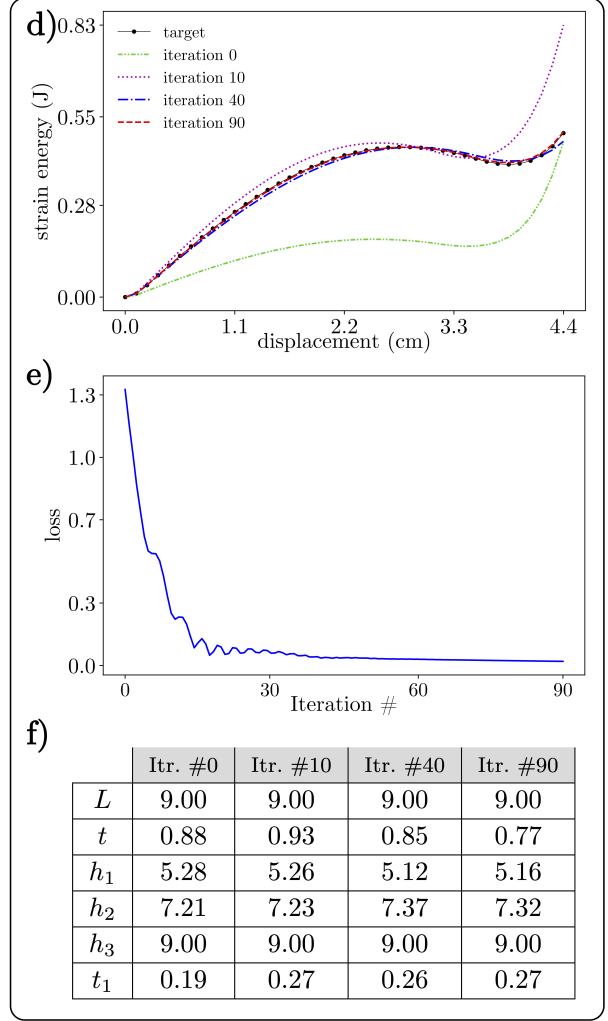 d)
0.83
0.55
0.28
0.00
strain energy (J)
target
iteration 0
iteration 10
iteration 40
iteration 90
0.0 1.1 2.2 3.3 4.4
displacement (cm)
e)
1.3
1.0
0.7
0.3
0.0
loss
0 30 60 90
Iteration #
f)
Itr. #0 Itr. #10 Itr. #40 Itr. #90
L 9.00 9.00 9.00 9.00
t 0.88 0.93 0.85 0.77
h₁ 5.28 5.26 5.12 5.16
h₂ 7.21 7.23 7.37 7.32
h₃ 9.00 9.00 9.00 9.00
t₁ 0.19 0.27 0.26 0.27